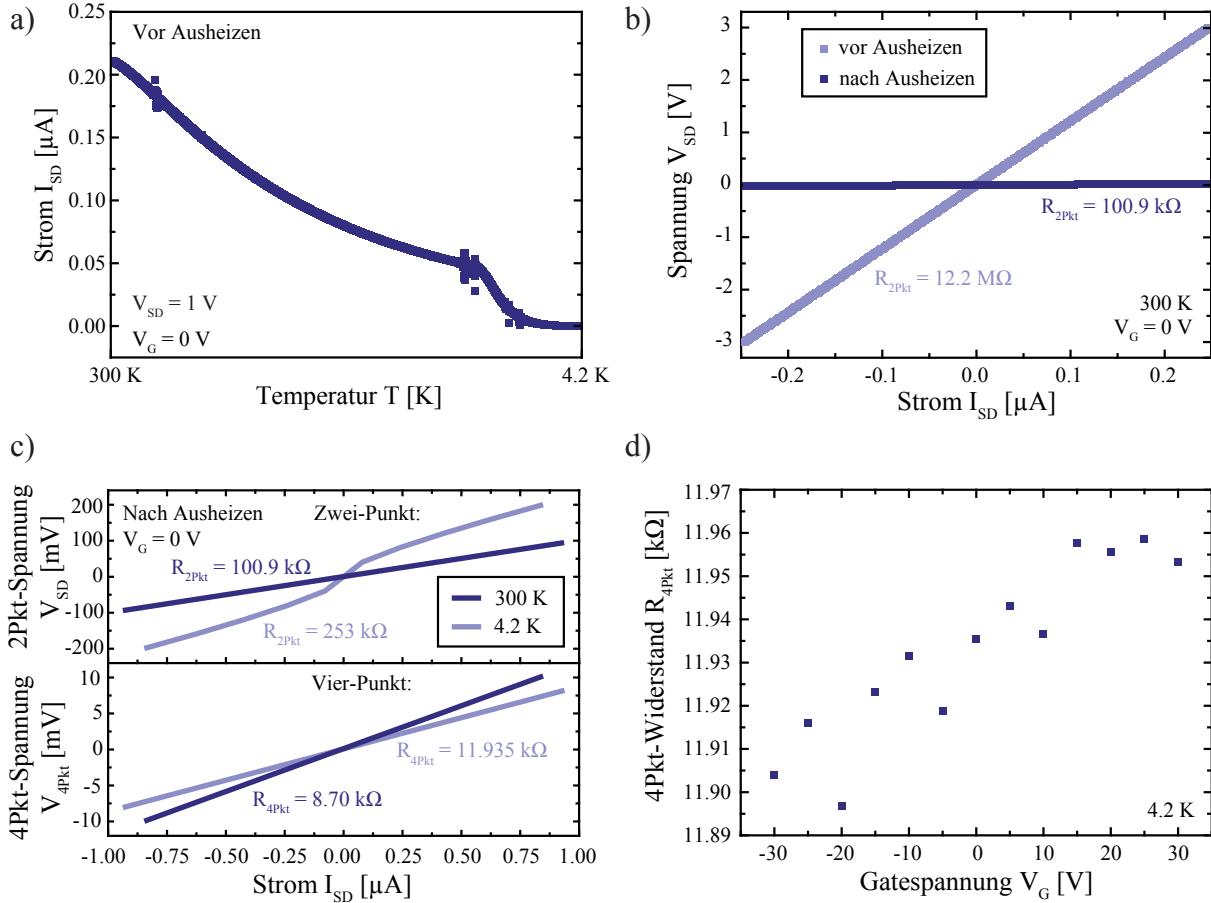 a)
Vor Ausheizen
0.25
0.20
0.15
0.10
0.05
0.00
Strom I_SD [µA]
V_SD = 1 V
V_G = 0 V
300 K
4.2 K
Temperatur T [K]
b)
vor Ausheizen
nach Ausheizen
3
2
1
0
-1
-2
-3
Spannung V_SD [V]
R_2Pkt = 100.9 kΩ
R_2Pkt = 12.2 MΩ
300 K
V_G = 0 V
-0.2 -0.1 0.0 0.1 0.2
Strom I_SD [µA]
c)
Nach Ausheizen
V_G = 0 V
Zwei-Punkt:
200
100
0
-100
-200
2Pkt-Spannung
V_SD [mV]
R_2Pkt = 100.9 kΩ
R_2Pkt = 253 kΩ
300 K
4.2 K
Vier-Punkt:
10
5
0
-5
-10
4Pkt-Spannung
V_4Pkt [mV]
R_4Pkt = 11.935 kΩ
R_4Pkt = 8.70 kΩ
-1.00 -0.75 -0.50 -0.25 0.00 0.25 0.50 0.75 1.00
Strom I_SD [µA]
d)
11.97
11.96
11.95
11.94
11.93
11.92
11.91
11.90
11.89
4Pkt-Widerstand R_4Pkt [kΩ]
4.2 K
-30 -20 -10 0 10 20 30
Gatespannung V_G [V]